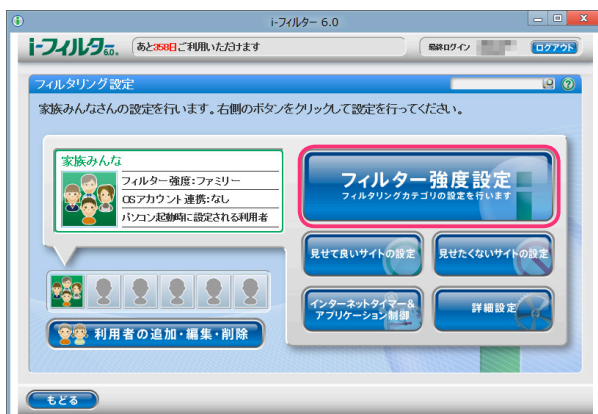 i-フィルター 6.0
i-フィルター 6.0
あと358日ご利用いただけます
最終ログイン
ログアウト
フィルタリング設定
家族みんなさんの設定を行います。右側のボタンをクリックして設定を行ってください。
家族みんな
フィルター強度:ファミリー
OSアカウント連携:なし
パソコン起動時に設定される利用者
フィルター強度設定
フィルタリングカテゴリの設定を行います
見せて良いサイトの設定
見せたくないサイトの設定
インターネットタイマー&
アプリケーション制御
詳細設定
利用者の追加・編集・削除
もどる